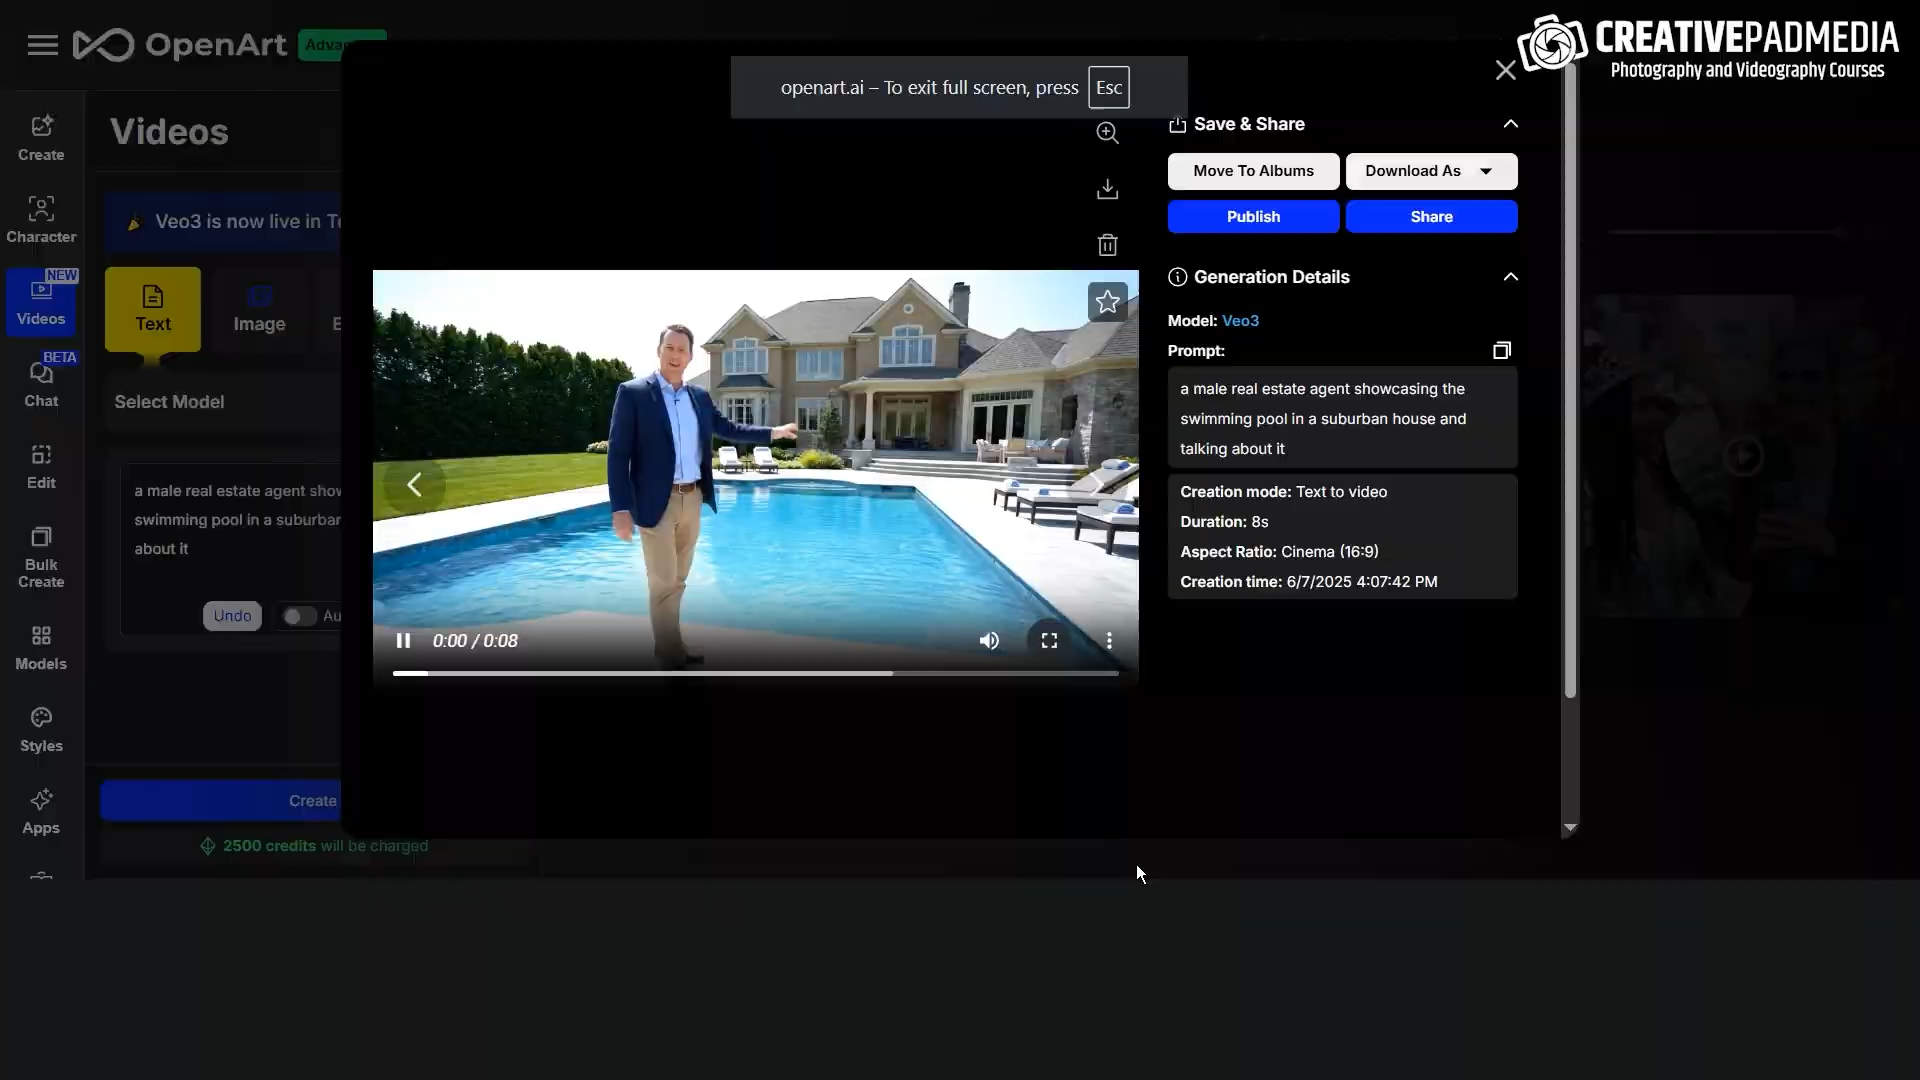 OpenArt
CREATIVEPADMEDIA
Photography and Videography Courses
openart.ai – To exit full screen, press Esc
Create
Character
NEW
Videos
BETA
Chat
Edit
Bulk
Create
Models
Styles
Apps
Videos
Veo3 is now live in
Text
Image
Select Model
a male real estate agent
swimming pool in a
about it
Undo
Create
2500 credits will be charged
0:00 / 0:08
Save & Share
Move To Albums
Download As
Publish
Share
Generation Details
Model: Veo3
Prompt:
a male real estate agent showcasing the
swimming pool in a suburban house and
talking about it
Creation mode: Text to video
Duration: 8s
Aspect Ratio: Cinema (16:9)
Creation time: 6/7/2025 4:07:42 PM